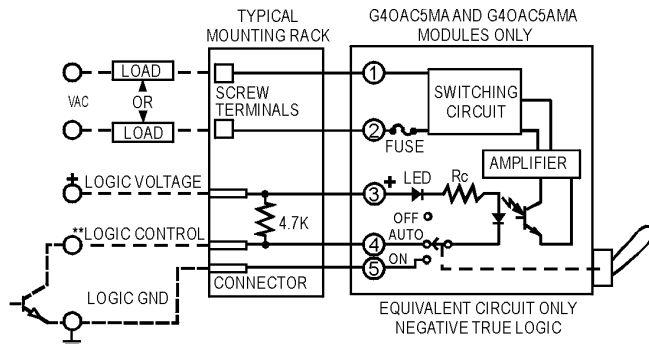 TYPICAL
MOUNTING RACK
G4OAC5MA AND G4OAC5AMA
MODULES ONLY
VAC
LOAD
OR
LOAD
SCREW
TERMINALS
1
2
FUSE
SWITCHING
CIRCUIT
AMPLIFIER
+
LOGIC VOLTAGE
3
+
LED
Rc
4.7K
OFF
**LOGIC CONTROL
4
AUTO
5
ON
LOGIC GND
CONNECTOR
EQUIVALENT CIRCUIT ONLY
NEGATIVE TRUE LOGIC